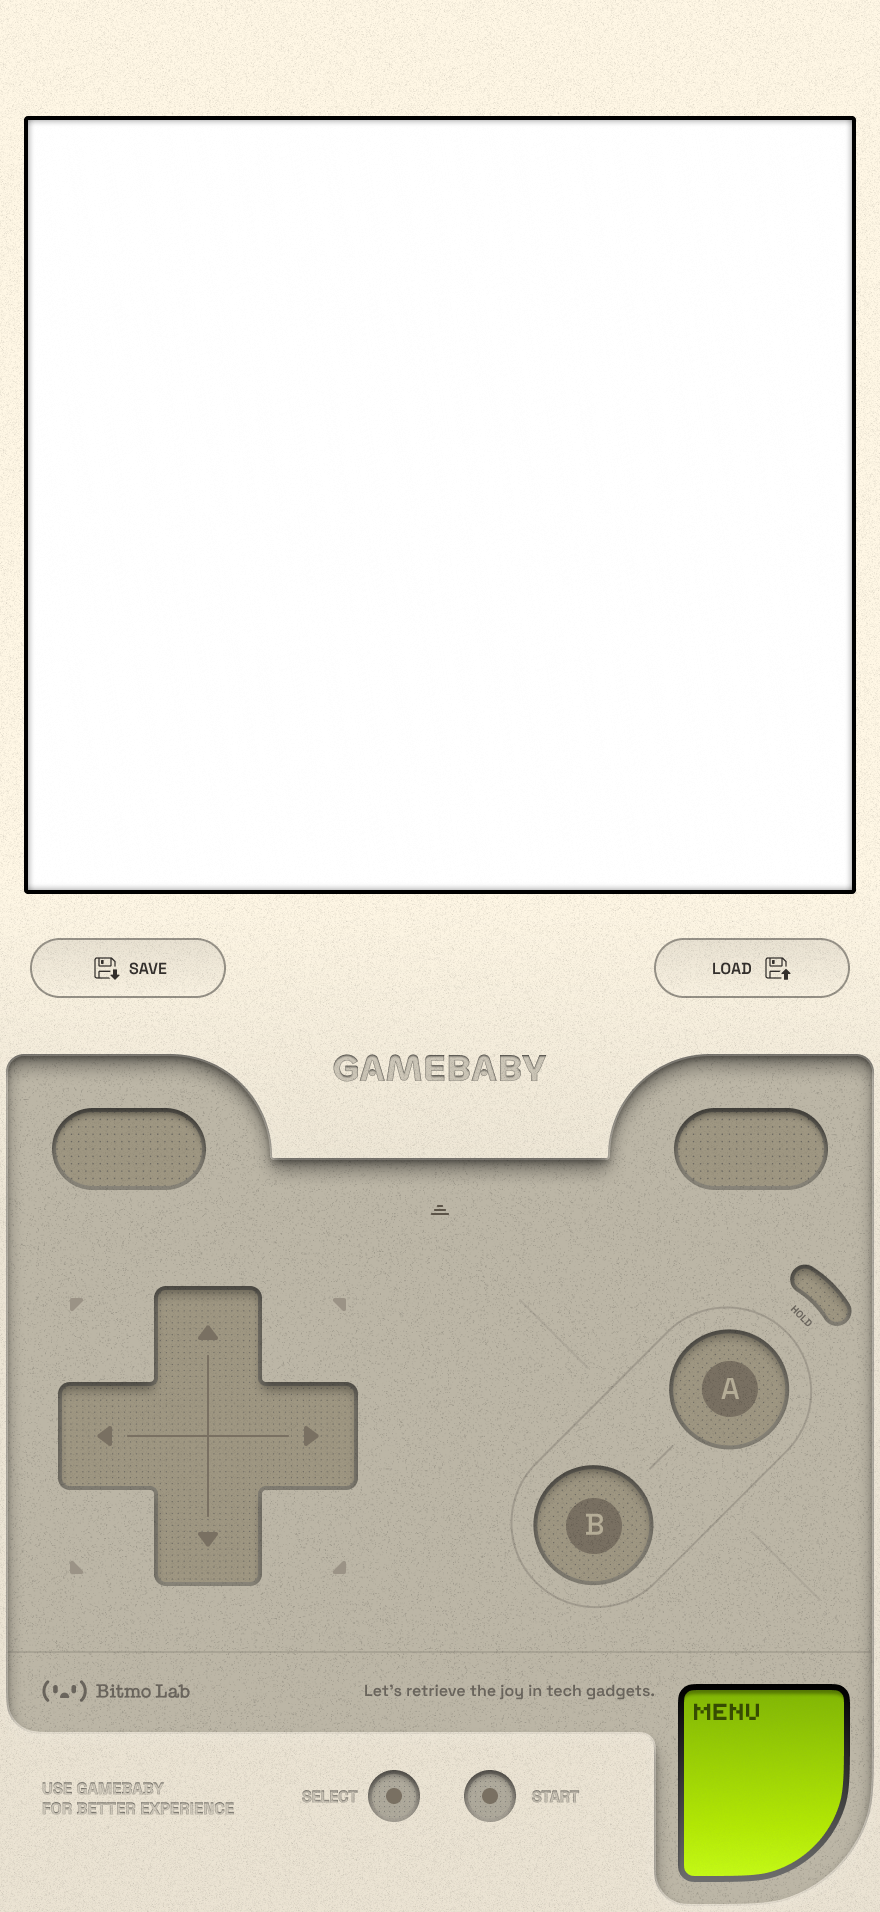 SAVE
LOAD
GAMEBABY
HOLD
A
B
(·-·) Bitmo Lab
Let's retrieve the joy in tech gadgets.
MENU
USE GAMEBABY
FOR BETTER EXPERIENCE
SELECT
START